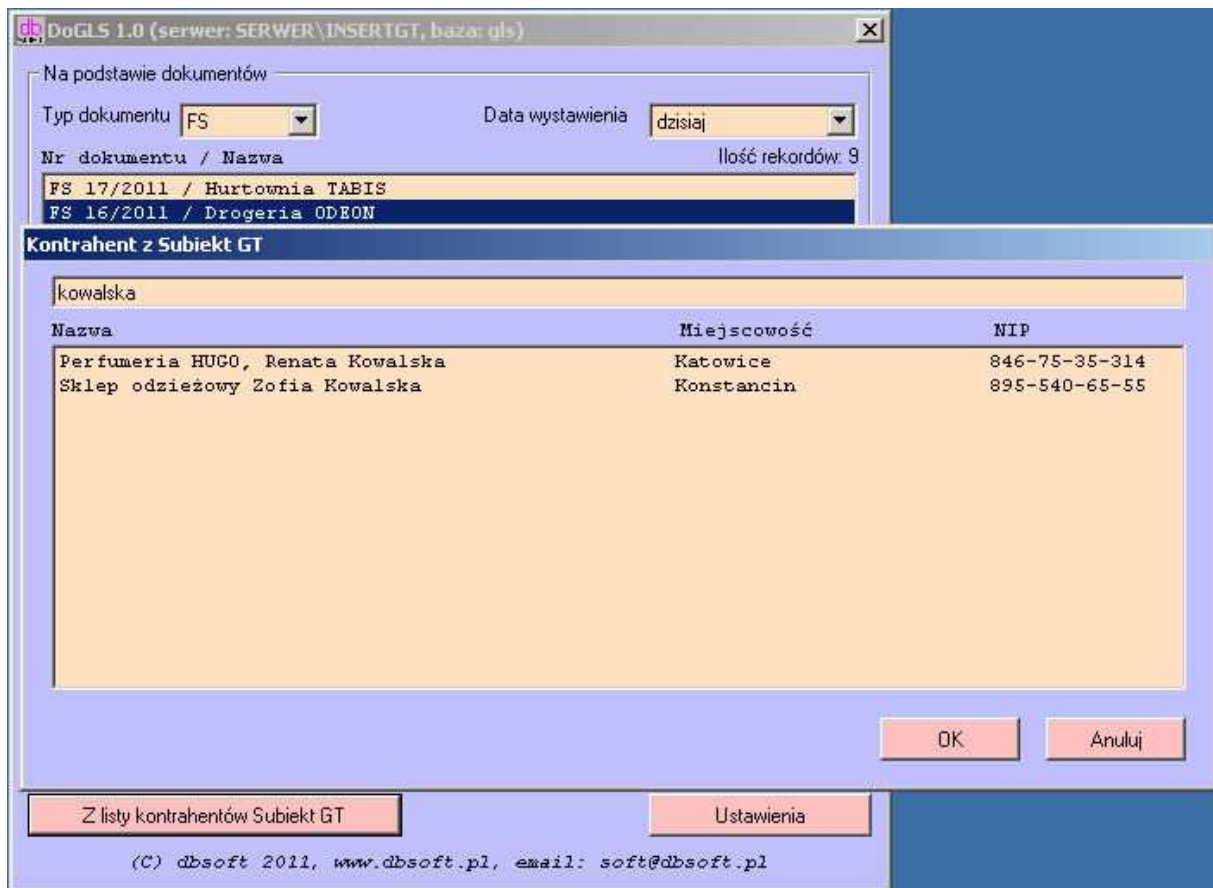 DoGLS 1.0 (serwer: SERWER\INSERTGT, baza: gls)
Na podstawie dokumentów
Typ dokumentu FS Data wystawienia dzisiaj
Nr dokumentu / Nazwa Ilość rekordów: 9
FS 17/2011 / Hurtownia TABIS
FS 16/2011 / Drogeria ODEON
Kontrahent z Subiekt GT
kowalska
Nazwa Miejscowość NIP
Perfumeria HUGO, Renata Kowalska Katowice 846-75-35-314
Sklep odzieżowy Zofia Kowalska Konstancin 895-540-65-55
OK Anuluj
Z listy kontrahentów Subiekt GT Ustawienia
(C) dbsoft 2011, www.dbsoft.pl, email: soft@dbsoft.pl